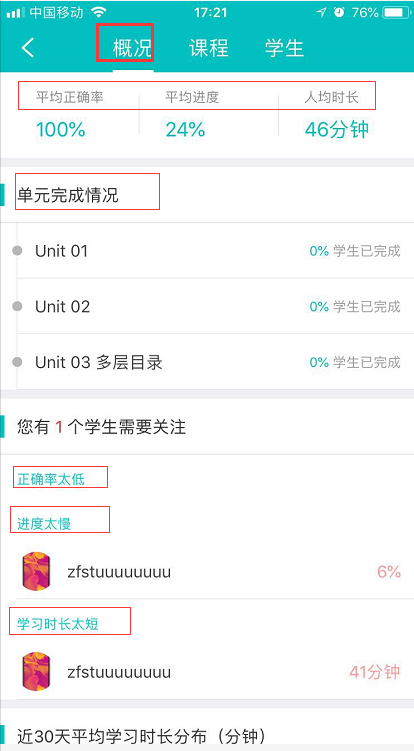 中国移动 17:21 76%
概况 课程 学生
平均正确率 平均进度 人均时长
100% 24% 46分钟
单元完成情况
Unit 01 0% 学生已完成
Unit 02 0% 学生已完成
Unit 03 多层目录 0% 学生已完成
您有 1 个学生需要关注
正确率太低
进度太慢
zfstuuuuuuuu 6%
学习时长太短
zfstuuuuuuuu 41分钟
近30天平均学习时长分布（分钟）